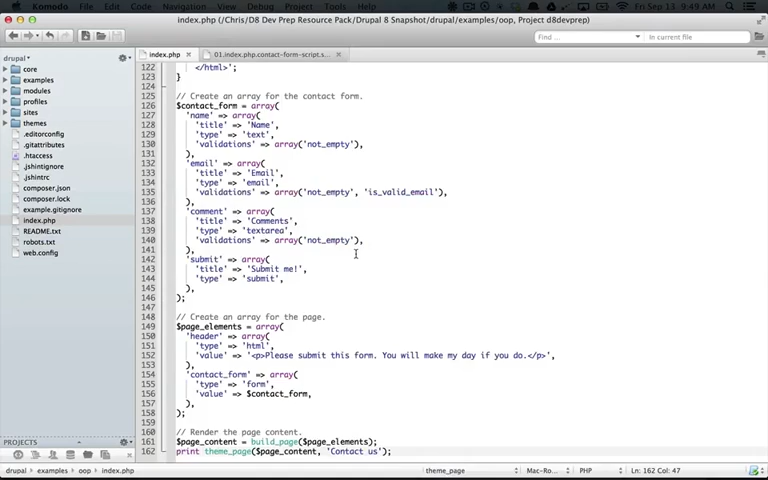 Komodo File Edit Code Navigation View Debug Project Tools Help Fri Sep 13 9:49 AM
index.php (/Chris/D8 Dev Prep Resource Pack/Drupal 8 Snapshot/drupal/examples/oop, Project d8devprep)
Find ... in current file
drupal index.php 01.index.php.contact-form-script.s...
core
examples
modules
profiles
sites
themes
.editorconfig
.gitattributes
.htaccess
.jshintignore
.jshintrc
composer.json
composer.lock
example.gitignore
index.php
README.txt
robots.txt
web.config
PROJECTS
122 </html>';
123 }
124
125 // Create an array for the contact form.
126 $contact_form = array(
127 'name' => array(
128 'title' => 'Name',
129 'type' => 'text',
130 'validations' => array('not_empty'),
131 ),
132 'email' => array(
133 'title' => 'Email',
134 'type' => 'email',
135 'validations' => array('not_empty', 'is_valid_email'),
136 ),
137 'comment' => array(
138 'title' => 'Comments',
139 'type' => 'textarea',
140 'validations' => array('not_empty'),
141 ),
142 'submit' => array(
143 'title' => 'Submit me!',
144 'type' => 'submit',
145 ),
146 );
147
148 // Create an array for the page.
149 $page_elements = array(
150 'header' => array(
151 'type' => 'html',
152 'value' => '<p>Please submit this form. You will make my day if you do.</p>',
153 ),
154 'contact_form' => array(
155 'type' => 'form',
156 'value' => $contact_form,
157 ),
158 );
159
160 // Render the page content.
161 $page_content = build_page($page_elements);
162 print theme_page($page_content, 'Contact us');
drupal examples oop index.php theme_page Mac-Ro... PHP Ln: 162 Col: 47